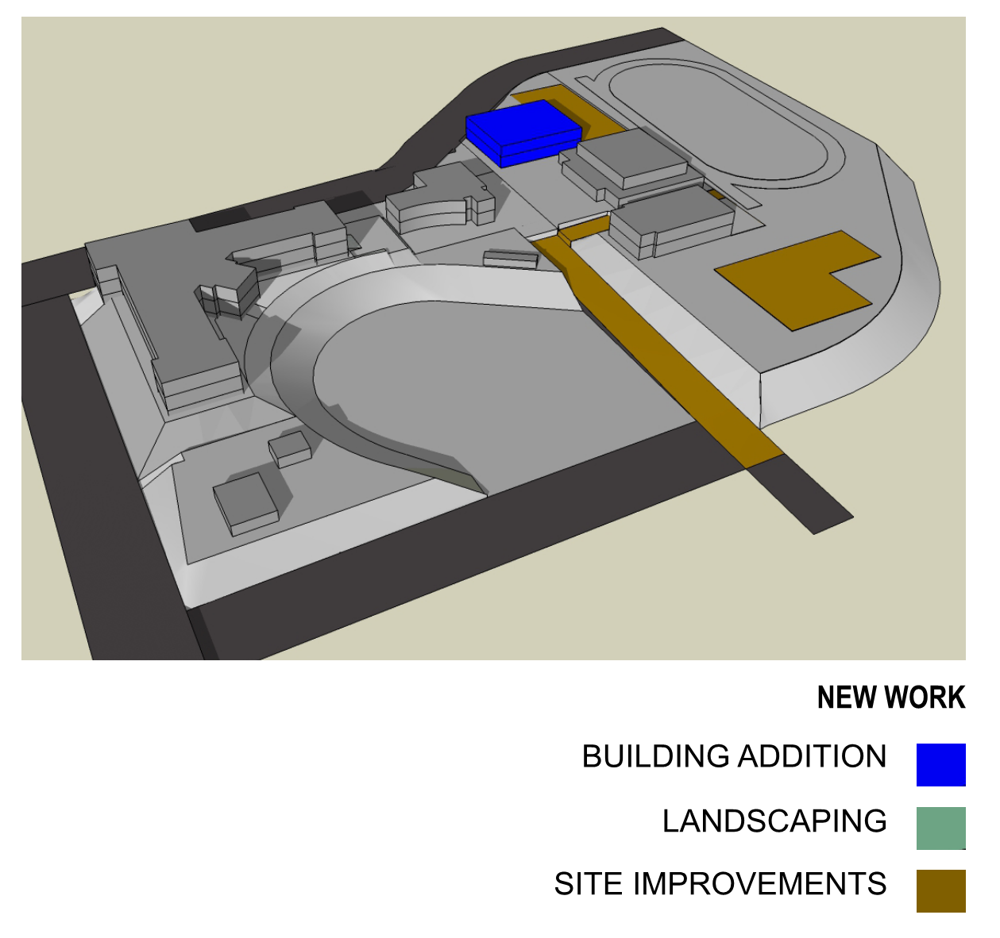 NEW WORK
BUILDING ADDITION
LANDSCAPING
SITE IMPROVEMENTS